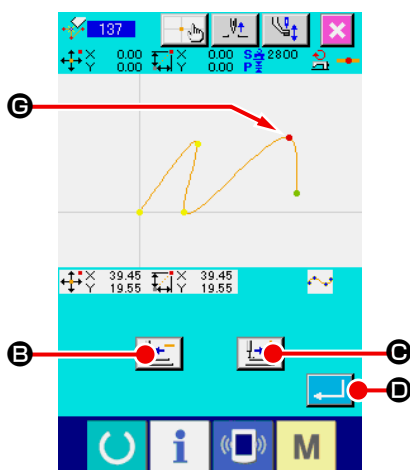 137
X 0.00 X 0.00 S 2800
Y 0.00 Y 0.00 P
G
X 39.45 X 39.45
Y 19.55 Y 19.55
B
C
D
i M